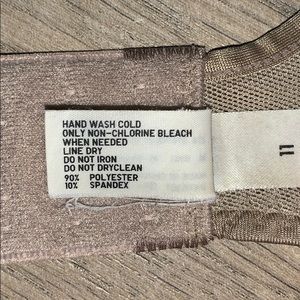 HAND WASH COLD
ONLY NON-CHLORINE BLEACH
WHEN NEEDED
LINE DRY
DO NOT IRON
DO NOT DRYCLEAN
90% POLYESTER
10% SPANDEX
11